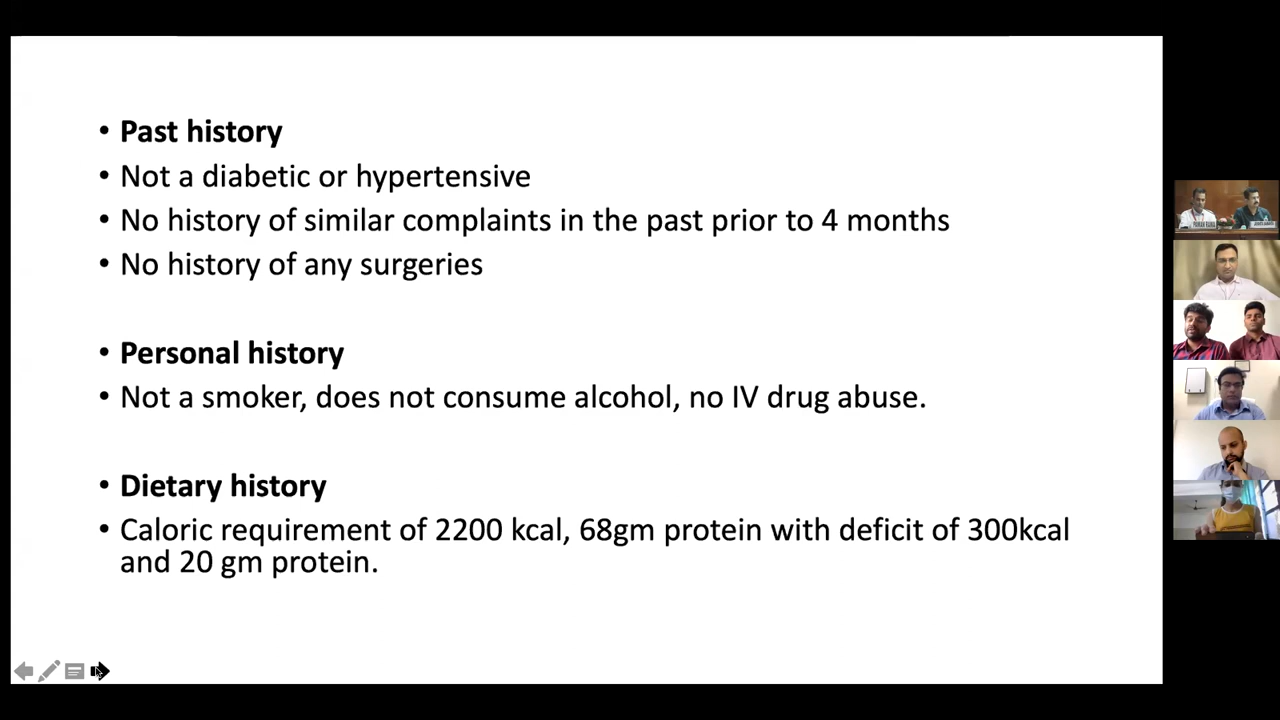 • Past history
• Not a diabetic or hypertensive
• No history of similar complaints in the past prior to 4 months
• No history of any surgeries
• Personal history
• Not a smoker, does not consume alcohol, no IV drug abuse.
• Dietary history
• Caloric requirement of 2200 kcal, 68gm protein with deficit of 300kcal
and 20 gm protein.